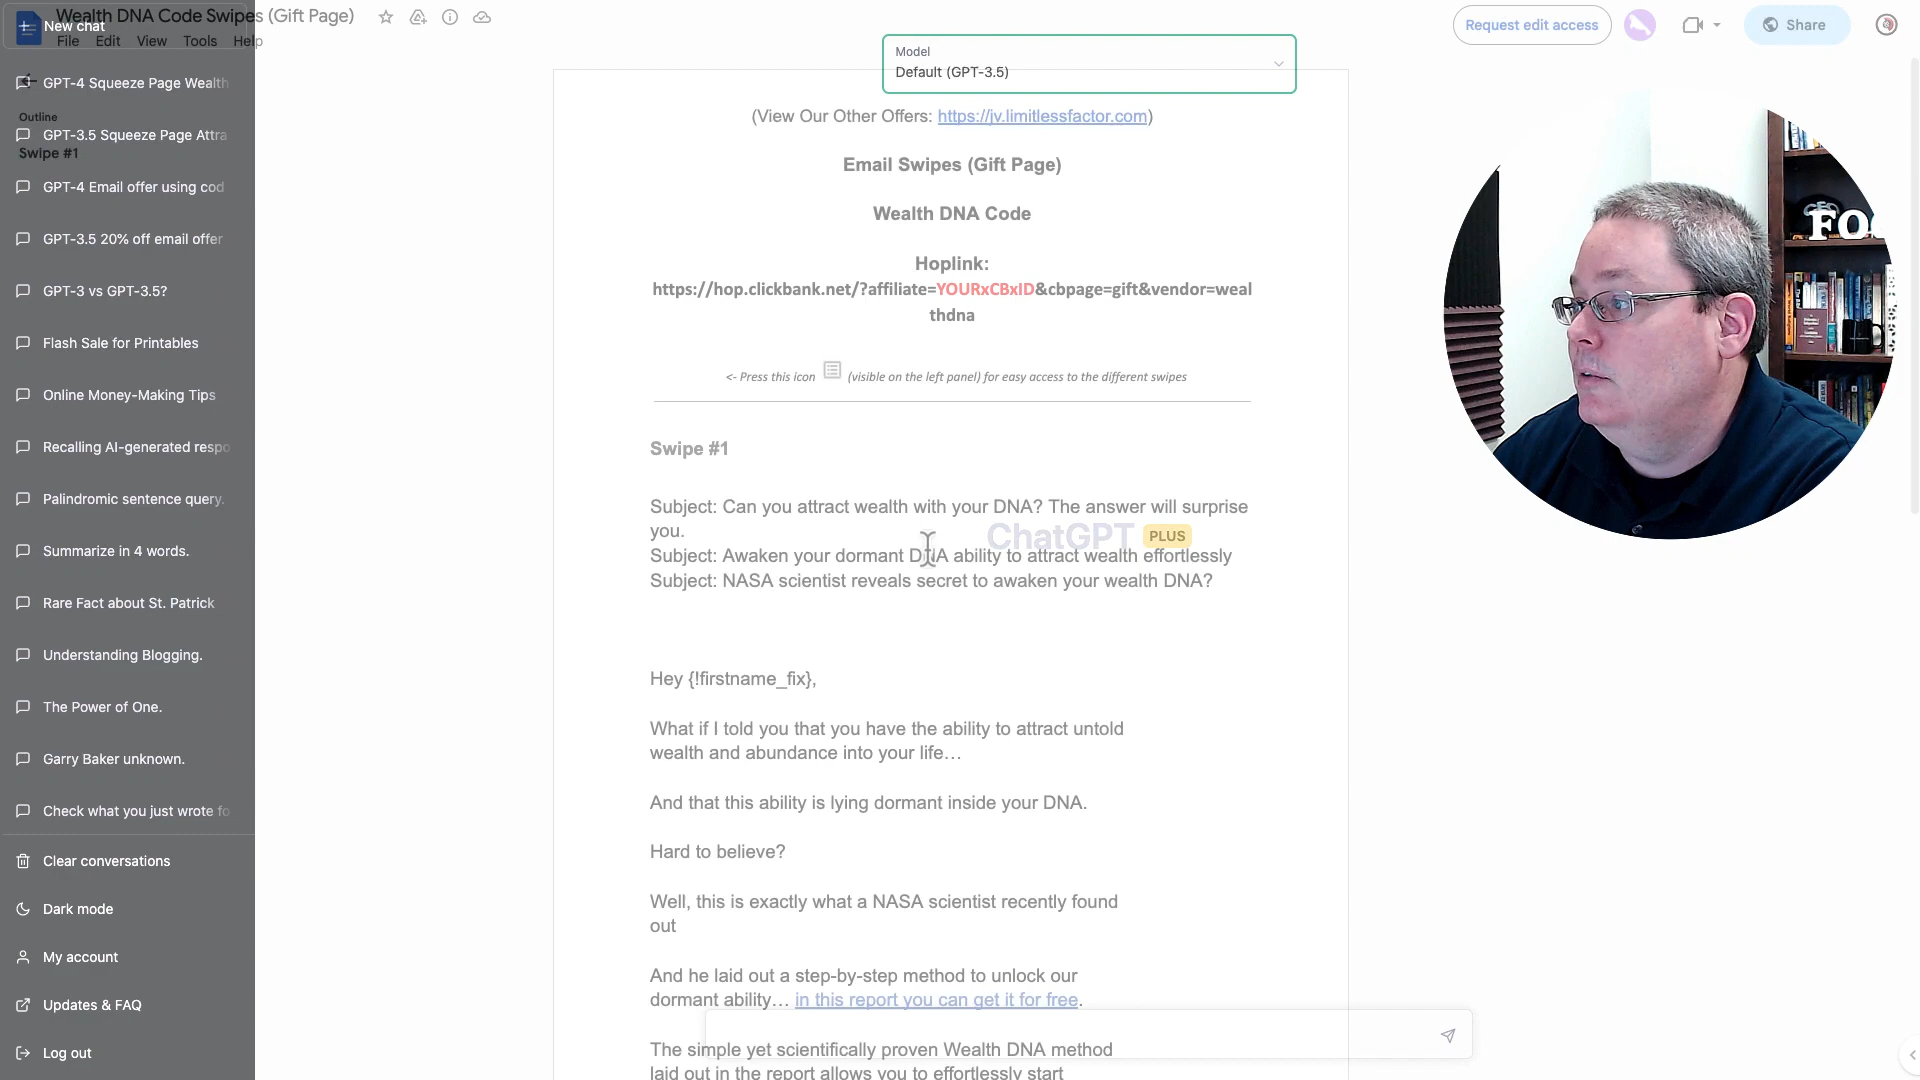 Wealth DNA Code Swipes (Gift Page)
New chat
File Edit View Tools Help
Request edit access
Share
Model
Default (GPT-3.5)
GPT-4 Squeeze Page Wealth
Outline
GPT-3.5 Squeeze Page Attra
Swipe #1
GPT-4 Email offer using cod
GPT-3.5 20% off email offer
GPT-3 vs GPT-3.5?
Flash Sale for Printables
Online Money-Making Tips
Recalling AI-generated respo
Palindromic sentence query.
Summarize in 4 words.
Rare Fact about St. Patrick
Understanding Blogging.
The Power of One.
Garry Baker unknown.
Check what you just wrote fo
Clear conversations
Dark mode
My account
Updates & FAQ
Log out
(View Our Other Offers: https://jv.limitlessfactor.com)
Email Swipes (Gift Page)
Wealth DNA Code
Hoplink:
https://hop.clickbank.net/?affiliate=YOURxCBxID&cbpage=gift&vendor=weal
thdna
<- Press this icon (visible on the left panel) for easy access to the different swipes
Swipe #1
Subject: Can you attract wealth with your DNA? The answer will surprise
you.
ChatGPT PLUS
Subject: Awaken your dormant DNA ability to attract wealth effortlessly
Subject: NASA scientist reveals secret to awaken your wealth DNA?
Hey {!firstname_fix},
What if I told you that you have the ability to attract untold
wealth and abundance into your life…
And that this ability is lying dormant inside your DNA.
Hard to believe?
Well, this is exactly what a NASA scientist recently found
out
And he laid out a step-by-step method to unlock our
dormant ability… in this report you can get it for free.
The simple yet scientifically proven Wealth DNA method
laid out in the report allows you to effortlessly start